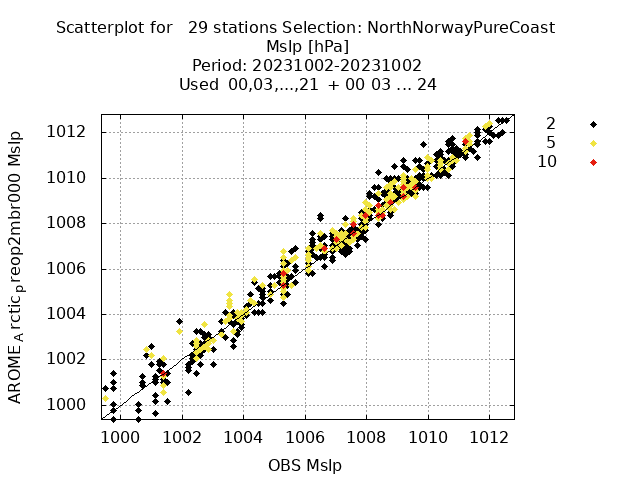 Scatterplot for   29 stations Selection: NorthNorwayPureCoast
Mslp [hPa]
Period: 20231002-20231002
Used  00,03,...,21  + 00 03 ... 24
2
5
10
1012
1010
1008
1006
1004
1002
1000
AROME_Arctic_preop2mbr000 Mslp
1000 1002 1004 1006 1008 1010 1012
OBS Mslp